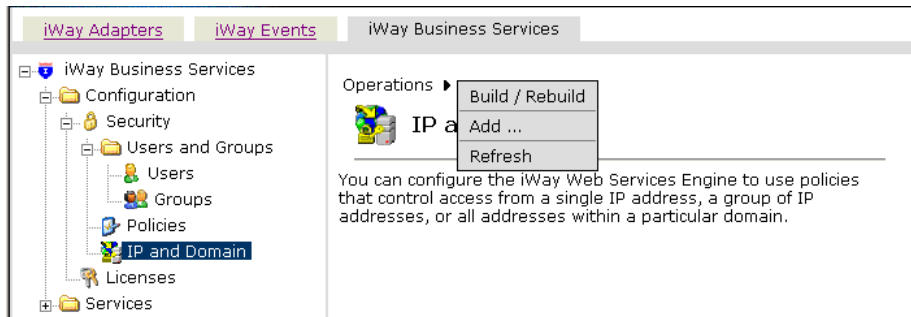 iWay Adapters
iWay Events
iWay Business Services
iWay Business Services
Configuration
Security
Users and Groups
Users
Groups
Policies
IP and Domain
Licenses
Services
Operations
Build / Rebuild
Add ...
Refresh
IP a
You can configure the iWay Web Services Engine to use policies
that control access from a single IP address, a group of IP
addresses, or all addresses within a particular domain.